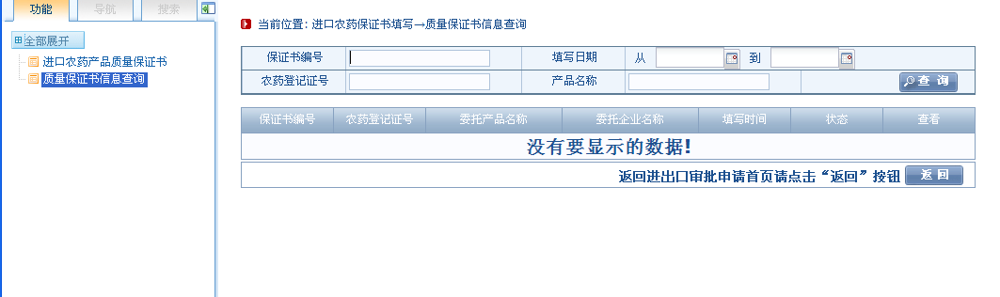 功能 导航 搜索
全部展开
进口农药产品质量保证书
质量保证书信息查询
当前位置：进口农药保证书填写→质量保证书信息查询
保证书编号 填写日期 从 到
农药登记证号 产品名称 查 询
保证书编号 农药登记证号 委托产品名称 委托企业名称 填写时间 状态 查看
没有要显示的数据!
返回进出口审批申请首页请点击“返回”按钮 返 回